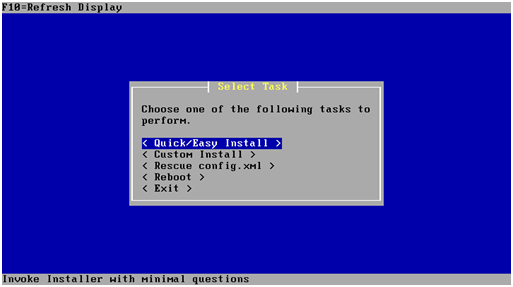 F10=Refresh Display
Select Task
Choose one of the following tasks to
perform.
< Quick/Easy Install >
< Custom Install >
< Rescue config.xml >
< Reboot >
< Exit >
Invoke Installer with minimal questions